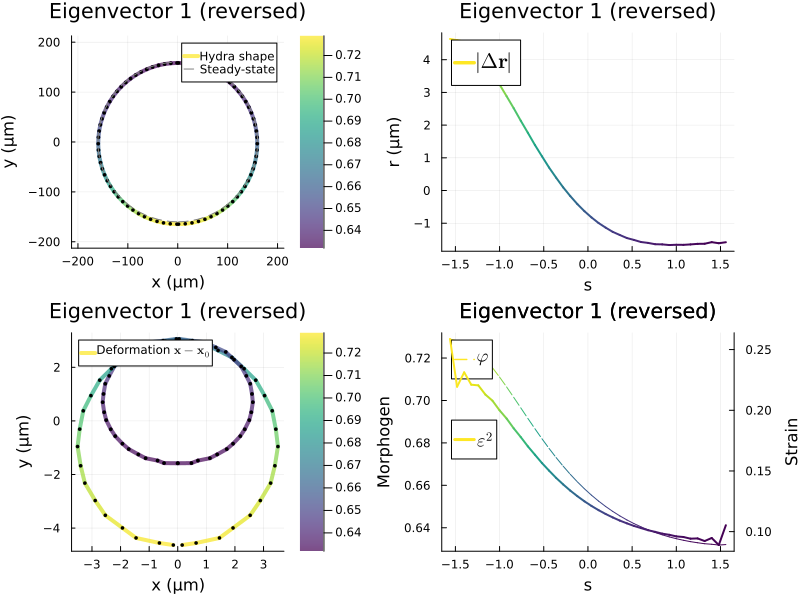 Eigenvector 1 (reversed)
Hydra shape
Steady-state
200
100
0
−100
−200
y (μm)
−200 −100 0 100 200
x (μm)
0.72
0.71
0.70
0.69
0.68
0.67
0.66
0.65
0.64
Eigenvector 1 (reversed)
|Δr|
4
3
2
1
0
−1
r (μm)
−1.5 −1.0 −0.5 0.0 0.5 1.0 1.5
s
Eigenvector 1 (reversed)
Deformation x − x₀
2
0
−2
−4
y (μm)
−3 −2 −1 0 1 2 3
x (μm)
0.72
0.71
0.70
0.69
0.68
0.67
0.66
0.65
0.64
Eigenvector 1 (reversed)
φ
ε²
0.72
0.70
0.68
0.66
0.64
Morphogen
0.25
0.20
0.15
0.10
Strain
−1.5 −1.0 −0.5 0.0 0.5 1.0 1.5
s